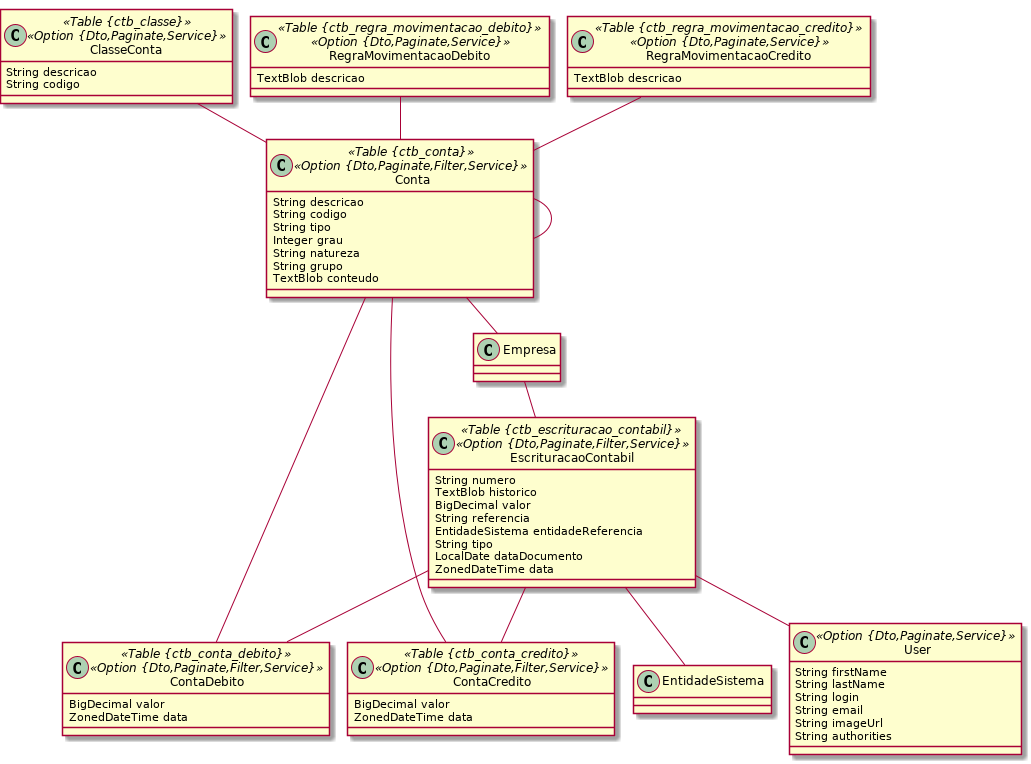 «Table {ctb_classe}»
C «Option {Dto,Paginate,Service}»
ClasseConta
String descricao
String codigo
«Table {ctb_regra_movimentacao_debito}»
C «Option {Dto,Paginate,Service}»
RegraMovimentacaoDebito
TextBlob descricao
«Table {ctb_regra_movimentacao_credito}»
C «Option {Dto,Paginate,Service}»
RegraMovimentacaoCredito
TextBlob descricao
«Table {ctb_conta}»
C «Option {Dto,Paginate,Filter,Service}»
Conta
String descricao
String codigo
String tipo
Integer grau
String natureza
String grupo
TextBlob conteudo
C Empresa
«Table {ctb_escrituracao_contabil}»
C «Option {Dto,Paginate,Filter,Service}»
EscrituracaoContabil
String numero
TextBlob historico
BigDecimal valor
String referencia
EntidadeSistema entidadeReferencia
String tipo
LocalDate dataDocumento
ZonedDateTime data
«Table {ctb_conta_debito}»
C «Option {Dto,Paginate,Filter,Service}»
ContaDebito
BigDecimal valor
ZonedDateTime data
«Table {ctb_conta_credito}»
C «Option {Dto,Paginate,Filter,Service}»
ContaCredito
BigDecimal valor
ZonedDateTime data
C EntidadeSistema
C «Option {Dto,Paginate,Service}»
User
String firstName
String lastName
String login
String email
String imageUrl
String authorities